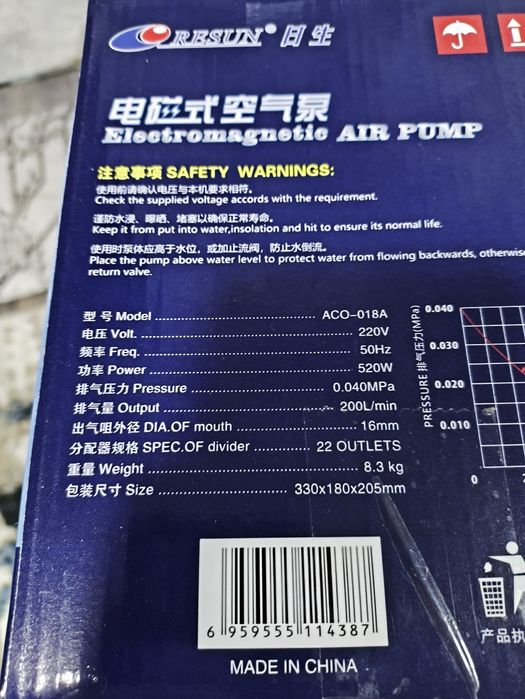 RESUN® 日生
电磁式空气泵
Electromagnetic AIR PUMP
注意事项 SAFETY WARNINGS:
使用前请确认电压与本机要求相符。
Check the supplied voltage accords with the requirement.
谨防水浸、曝晒、堵塞以确保正常寿命。
Keep it from put into water,insolation and hit to ensure its normal life.
使用时泵体应高于水位，或加止流阀，防止水倒流。
Place the pump above water level to protect water from flowing backwards, otherwise
return valve.
型 号 Model ACO-018A
电压 Volt. 220V
频率 Freq. 50Hz
功率 Power 520W
排气压力 Pressure 0.040MPa
排气量 Output 200L/min
出气咀外径 DIA.OF mouth 16mm
分配器规格 SPEC.OF divider 22 OUTLETS
重量 Weight 8.3 kg
包装尺寸 Size 330x180x205mm
PRESSURE 排气压力(MPa)
0.040
0.030
0.020
0.010
0
6 959555 114387
MADE IN CHINA
产品执